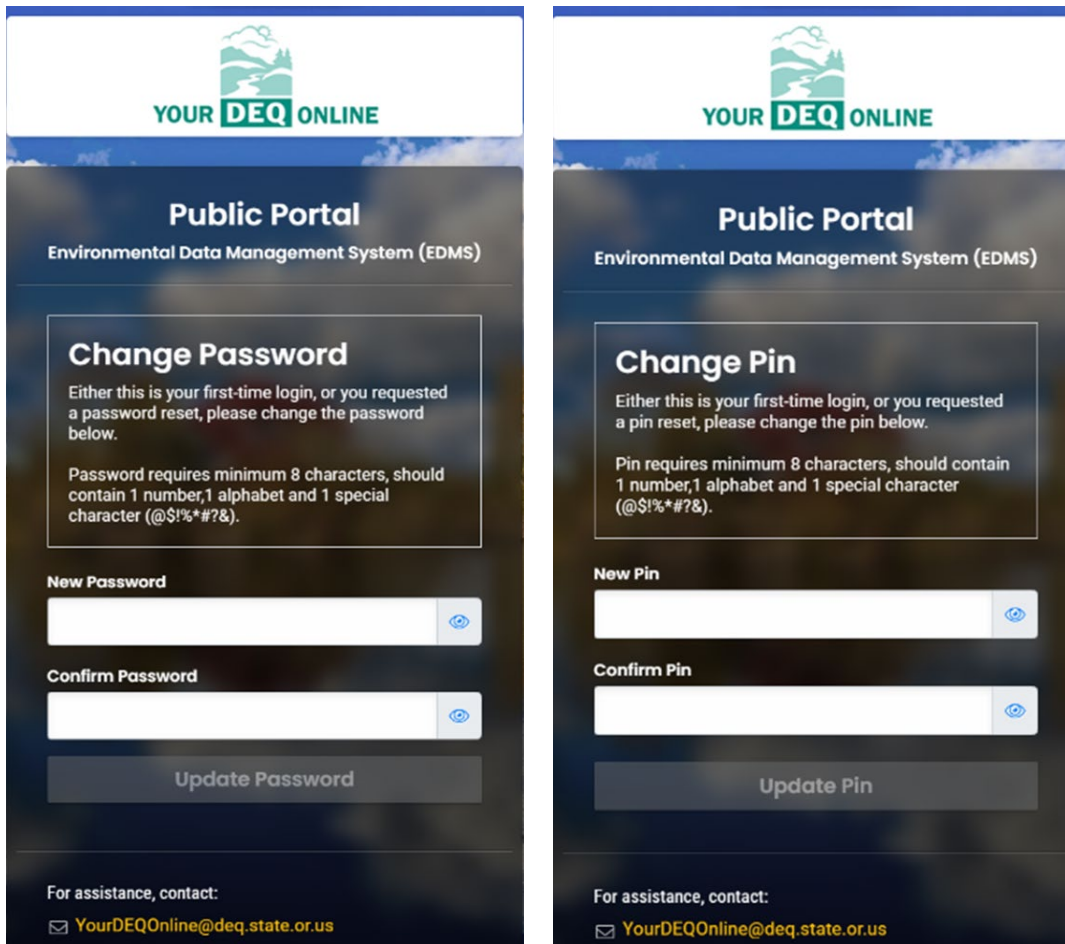 YOUR DEQ ONLINE
Public Portal
Environmental Data Management System (EDMS)
Change Password
Either this is your first-time login, or you requested
a password reset, please change the password
below.
Password requires minimum 8 characters, should
contain 1 number,1 alphabet and 1 special
character (@$!%*#?&).
New Password
Confirm Password
Update Password
For assistance, contact:
YourDEQOnline@deq.state.or.us
YOUR DEQ ONLINE
Public Portal
Environmental Data Management System (EDMS)
Change Pin
Either this is your first-time login, or you requested
a pin reset, please change the pin below.
Pin requires minimum 8 characters, should contain
1 number,1 alphabet and 1 special character
(@$!%*#?&).
New Pin
Confirm Pin
Update Pin
For assistance, contact:
YourDEQOnline@deq.state.or.us